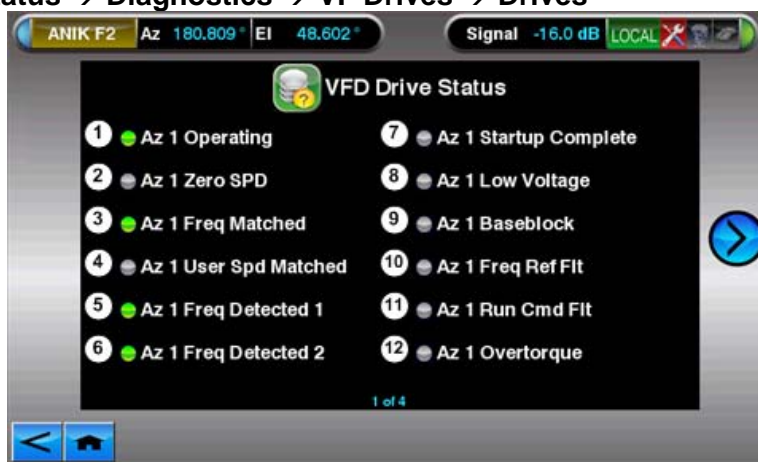 Status → Diagnostics → VF Drives → Drives
ANIK F2 Az 180.809° El 48.602° Signal -16.0 dB LOCAL
VFD Drive Status
1 Az 1 Operating
2 Az 1 Zero SPD
3 Az 1 Freq Matched
4 Az 1 User Spd Matched
5 Az 1 Freq Detected 1
6 Az 1 Freq Detected 2
7 Az 1 Startup Complete
8 Az 1 Low Voltage
9 Az 1 Baseblock
10 Az 1 Freq Ref Flt
11 Az 1 Run Cmd Flt
12 Az 1 Overtorque
1 of 4